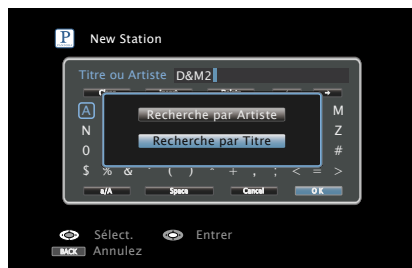 P New Station
Titre ou Artiste D&M2
A M
Recherche par Artiste
N Z
Recherche par Titre
0 #
$ % & ( ) + , ; < = >
a/A Space Cancel OK
Sélect. Entrer
BACK Annulez